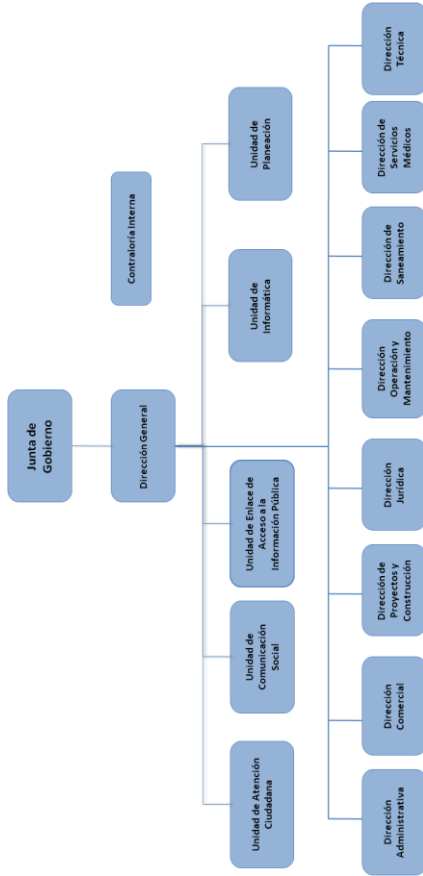 Junta de
Gobierno
Dirección General
Contraloría Interna
Unidad de Atención
Ciudadana
Unidad de
Comunicación
Social
Unidad de Enlace de
Acceso a la
Información Pública
Unidad de
Informática
Unidad de
Planeación
Dirección
Administrativa
Dirección
Comercial
Dirección de
Proyectos y
Construcción
Dirección
Jurídica
Dirección
Operación y
Mantenimiento
Dirección de
Saneamiento
Dirección de
Servicios
Médicos
Dirección
Técnica